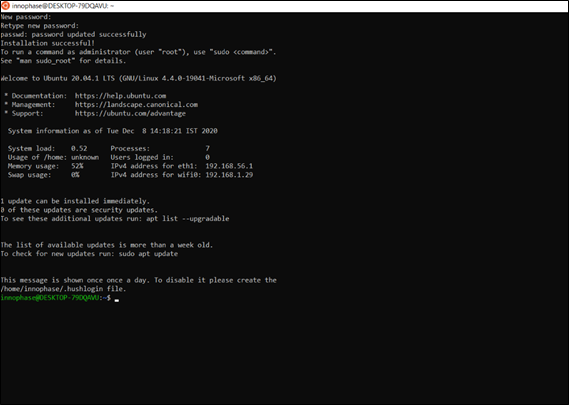 innophase@DESKTOP-79DQAVU: ~
New password:
Retype new password:
passwd: password updated successfully
Installation successful!
To run a command as administrator (user "root"), use "sudo <command>".
See "man sudo_root" for details.
Welcome to Ubuntu 20.04.1 LTS (GNU/Linux 4.4.0-19041-Microsoft x86_64)
* Documentation: https://help.ubuntu.com
* Management: https://landscape.canonical.com
* Support: https://ubuntu.com/advantage
System information as of Tue Dec 8 14:18:21 IST 2020
System load: 0.52 Processes: 7
Usage of /home: unknown Users logged in: 0
Memory usage: 52% IPv4 address for eth1: 192.168.56.1
Swap usage: 0% IPv4 address for wifi0: 192.168.1.29
1 update can be installed immediately.
0 of these updates are security updates.
To see these additional updates run: apt list --upgradable
The list of available updates is more than a week old.
To check for new updates run: sudo apt update
This message is shown once once a day. To disable it please create the
/home/innophase/.hushlogin file.
innophase@DESKTOP-79DQAVU:~$